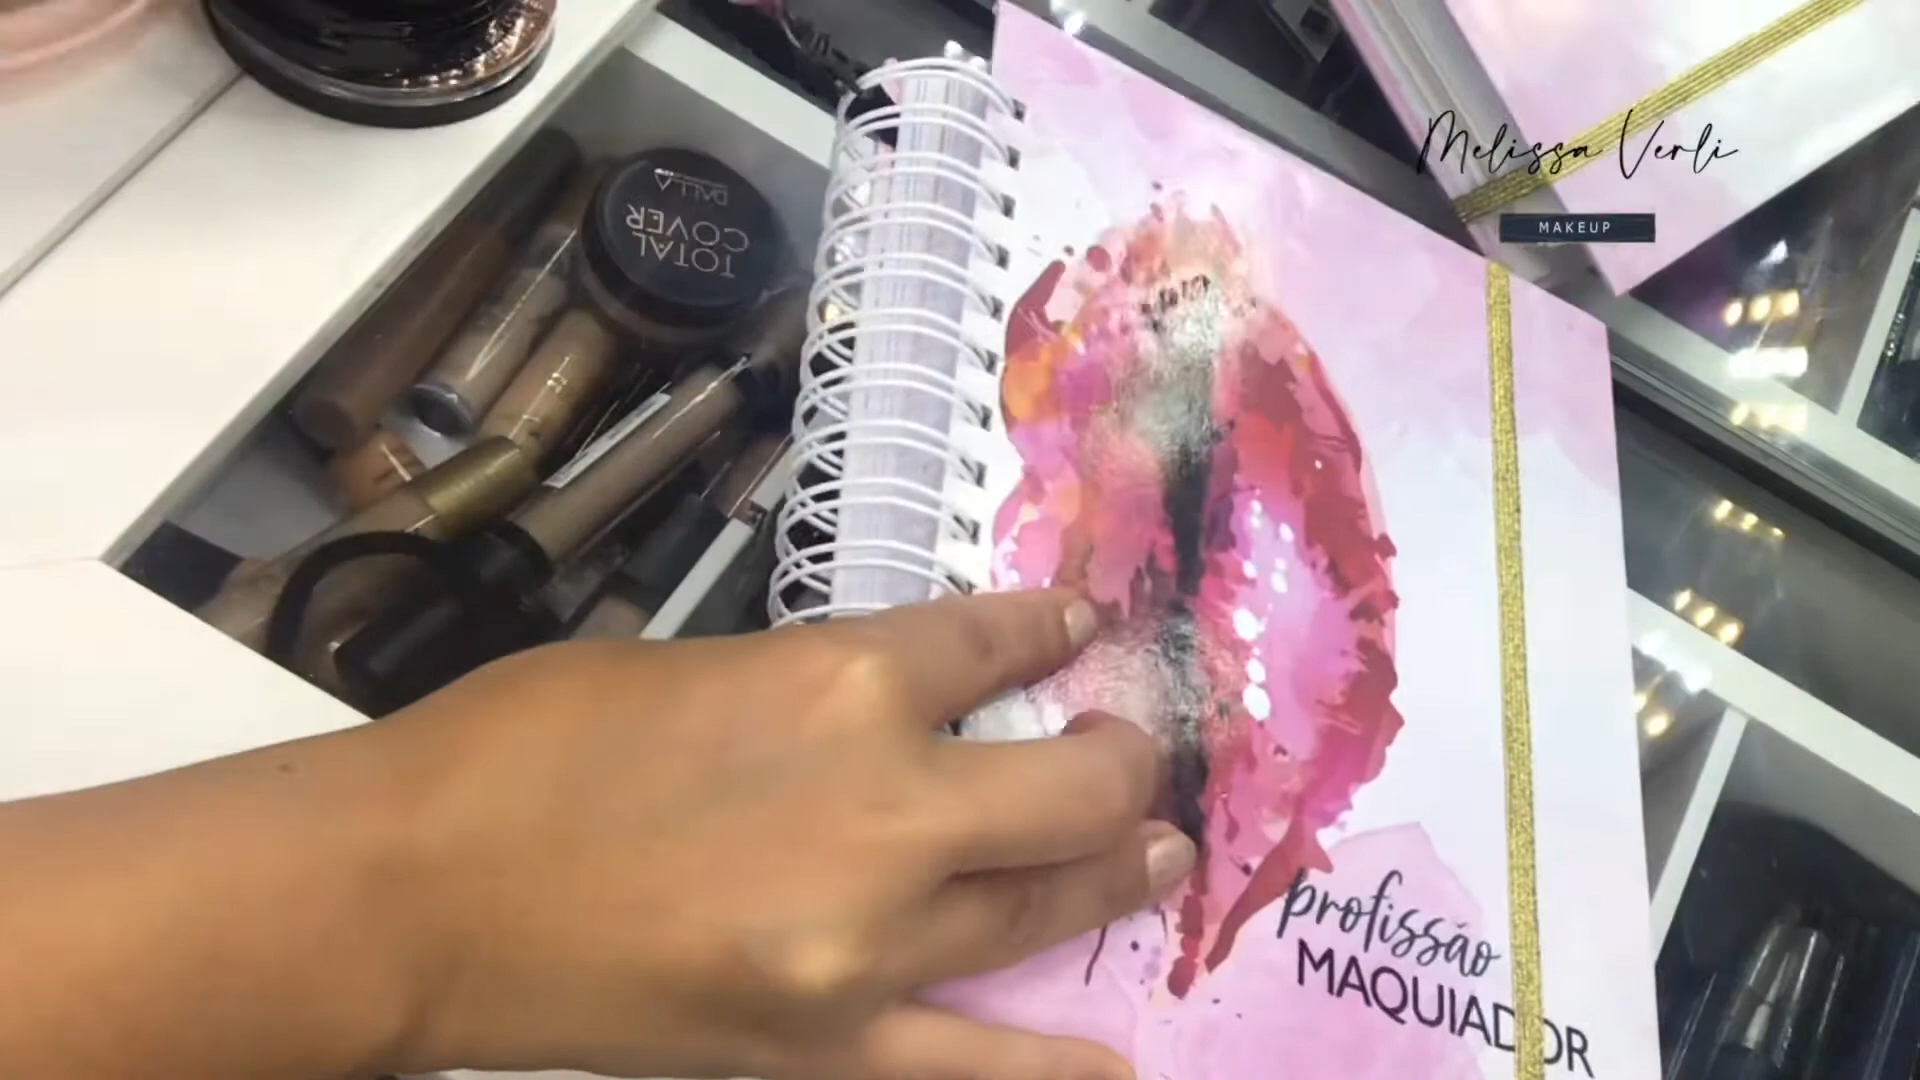 Melissa Verli
MAKEUP
DALLA
TOTAL
COVER
profissão
MAQUIADOR